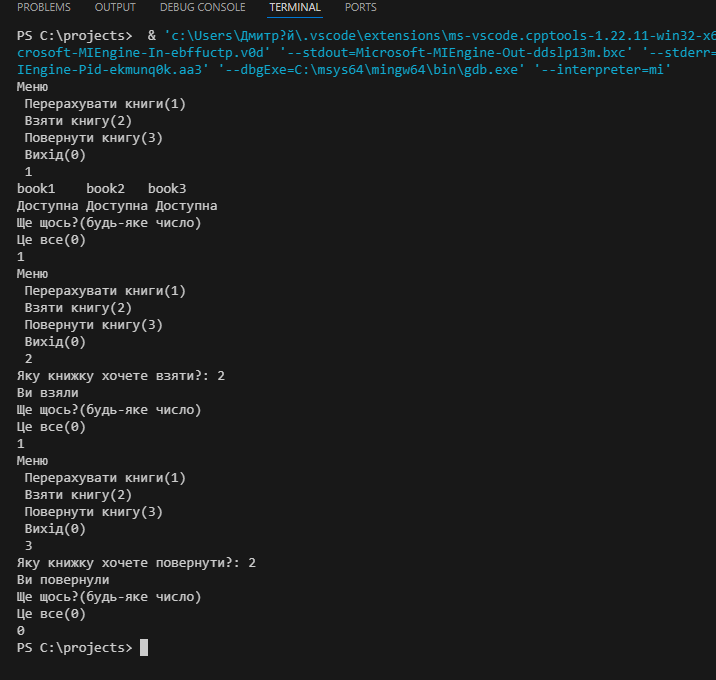 PROBLEMS OUTPUT DEBUG CONSOLE TERMINAL PORTS
PS C:\projects>  & 'c:\Users\Дмитр?й\.vscode\extensions\ms-vscode.cpptools-1.22.11-win32-x6
crosoft-MIEngine-In-ebffuctp.v0d' '--stdout=Microsoft-MIEngine-Out-ddslp13m.bxc' '--stderr=
IEngine-Pid-ekmunq0k.aa3' '--dbgExe=C:\msys64\mingw64\bin\gdb.exe' '--interpreter=mi'
Меню
 Перерахувати книги(1)
 Взяти книгу(2)
 Повернути книгу(3)
 Вихід(0)
 1
book1    book2   book3
Доступна Доступна Доступна
Ще щось?(будь-яке число)
Це все(0)
1
Меню
 Перерахувати книги(1)
 Взяти книгу(2)
 Повернути книгу(3)
 Вихід(0)
 2
Яку книжку хочете взяти?: 2
Ви взяли
Ще щось?(будь-яке число)
Це все(0)
1
Меню
 Перерахувати книги(1)
 Взяти книгу(2)
 Повернути книгу(3)
 Вихід(0)
 3
Яку книжку хочете повернути?: 2
Ви повернули
Ще щось?(будь-яке число)
Це все(0)
0
PS C:\projects>